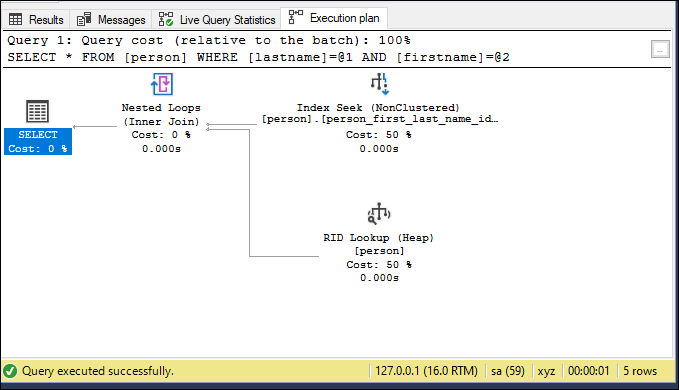 Results Messages Live Query Statistics Execution plan
Query 1: Query cost (relative to the batch): 100%
SELECT * FROM [person] WHERE [lastname]=@1 AND [firstname]=@2
...
SELECT
Cost: 0 %
Nested Loops
(Inner Join)
Cost: 0 %
0.000s
Index Seek (NonClustered)
[person].[person_first_last_name_id…
Cost: 50 %
0.000s
RID Lookup (Heap)
[person]
Cost: 50 %
0.000s
Query executed successfully. 127.0.0.1 (16.0 RTM) sa (59) xyz 00:00:01 5 rows